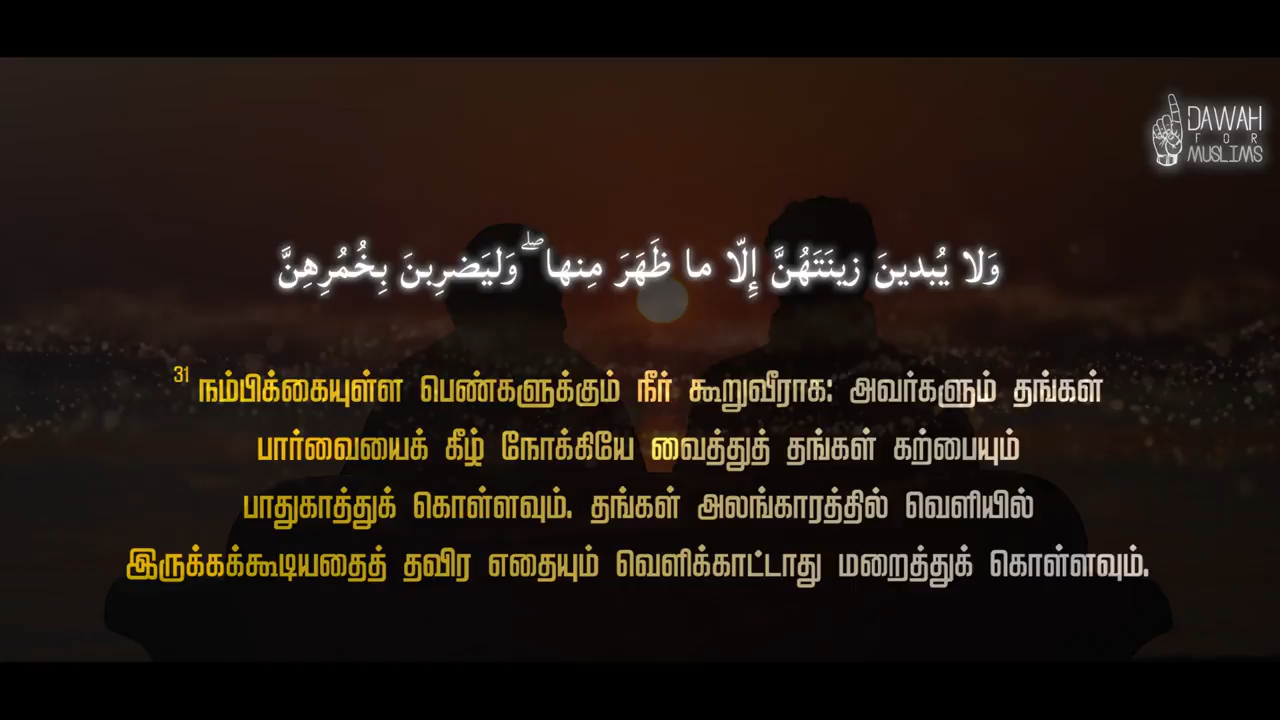 DAWAH
FOR
MUSLIMS
وَلا يُبدينَ زينَتَهُنَّ إِلّا ما ظَهَرَ مِنها ۖ وَليَضرِبنَ بِخُمُرِهِنَّ
31 நம்பிக்கையுள்ள பெண்களுக்கும் நீர் கூறுவீராக: அவர்களும் தங்கள்
பார்வையைக் கீழ் நோக்கியே வைத்துத் தங்கள் கற்பையும்
பாதுகாத்துக் கொள்ளவும். தங்கள் அலங்காரத்தில் வெளியில்
இருக்கக்கூடியதைத் தவிர எதையும் வெளிக்காட்டாது மறைத்துக் கொள்ளவும்.